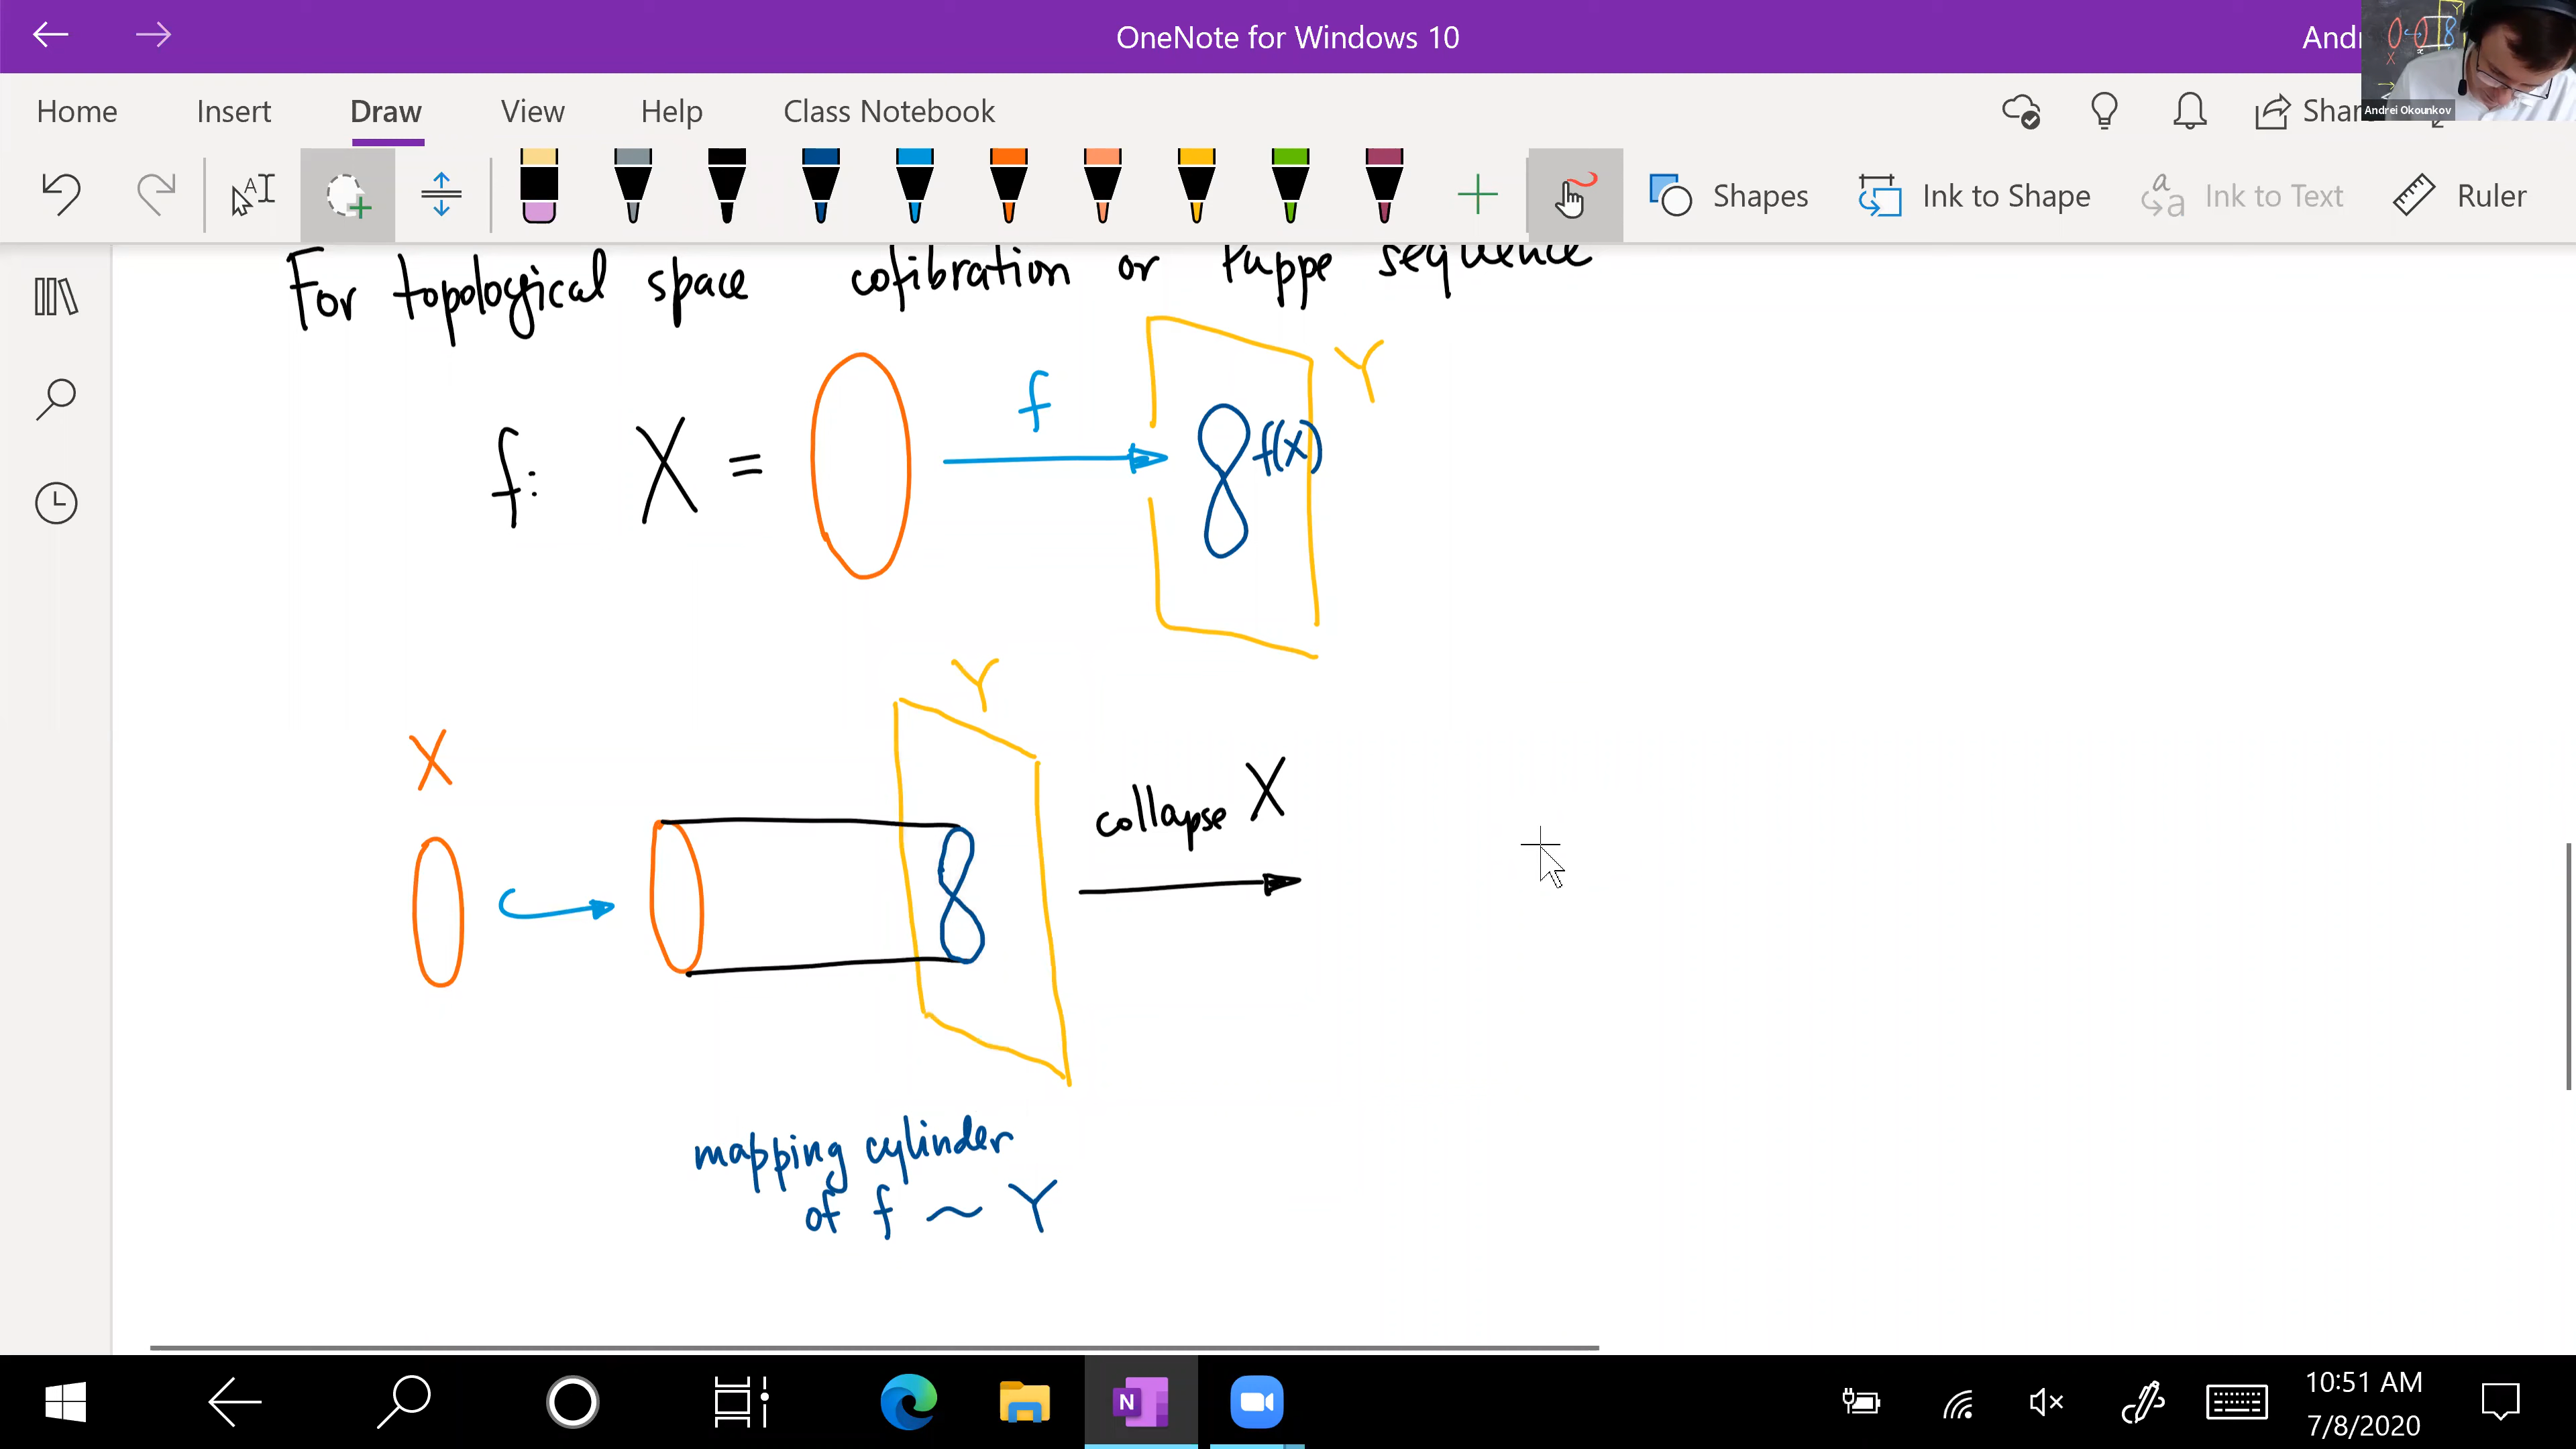 OneNote for Windows 10
Andr
Andrei Okounkov
Home Insert Draw View Help Class Notebook Shar
Shapes Ink to Shape Ink to Text Ruler
For topological space cofibration or Puppe sequence
f: X = f f(X) Y
X Y collapse X
mapping cylinder
of f ~ Y
10:51 AM
7/8/2020